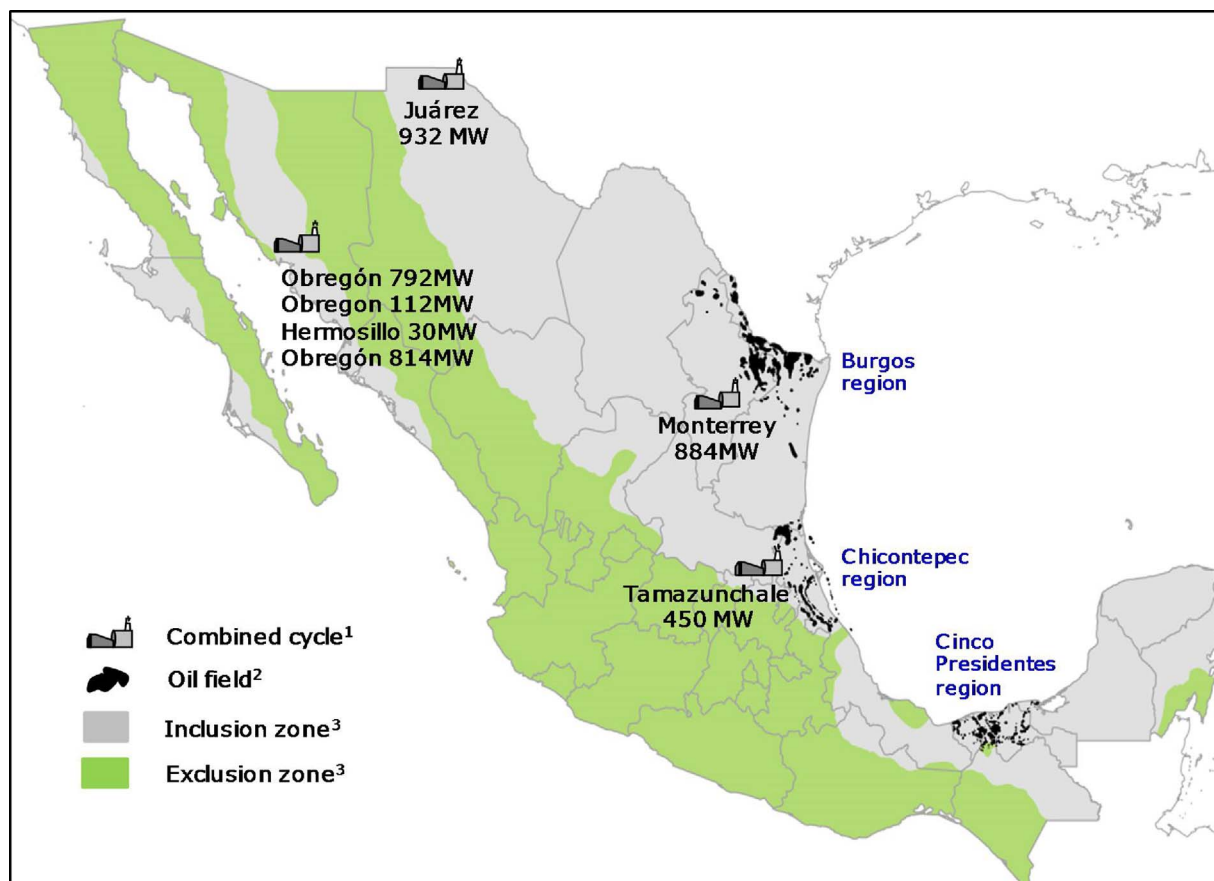 Juárez
932 MW
Obregón 792MW
Obregon 112MW
Hermosillo 30MW
Obregón 814MW
Burgos
region
Monterrey
884MW
Chicontepec
region
Tamazunchale
450 MW
Cinco
Presidentes
region
Combined cycle¹
Oil field²
Inclusion zone³
Exclusion zone³